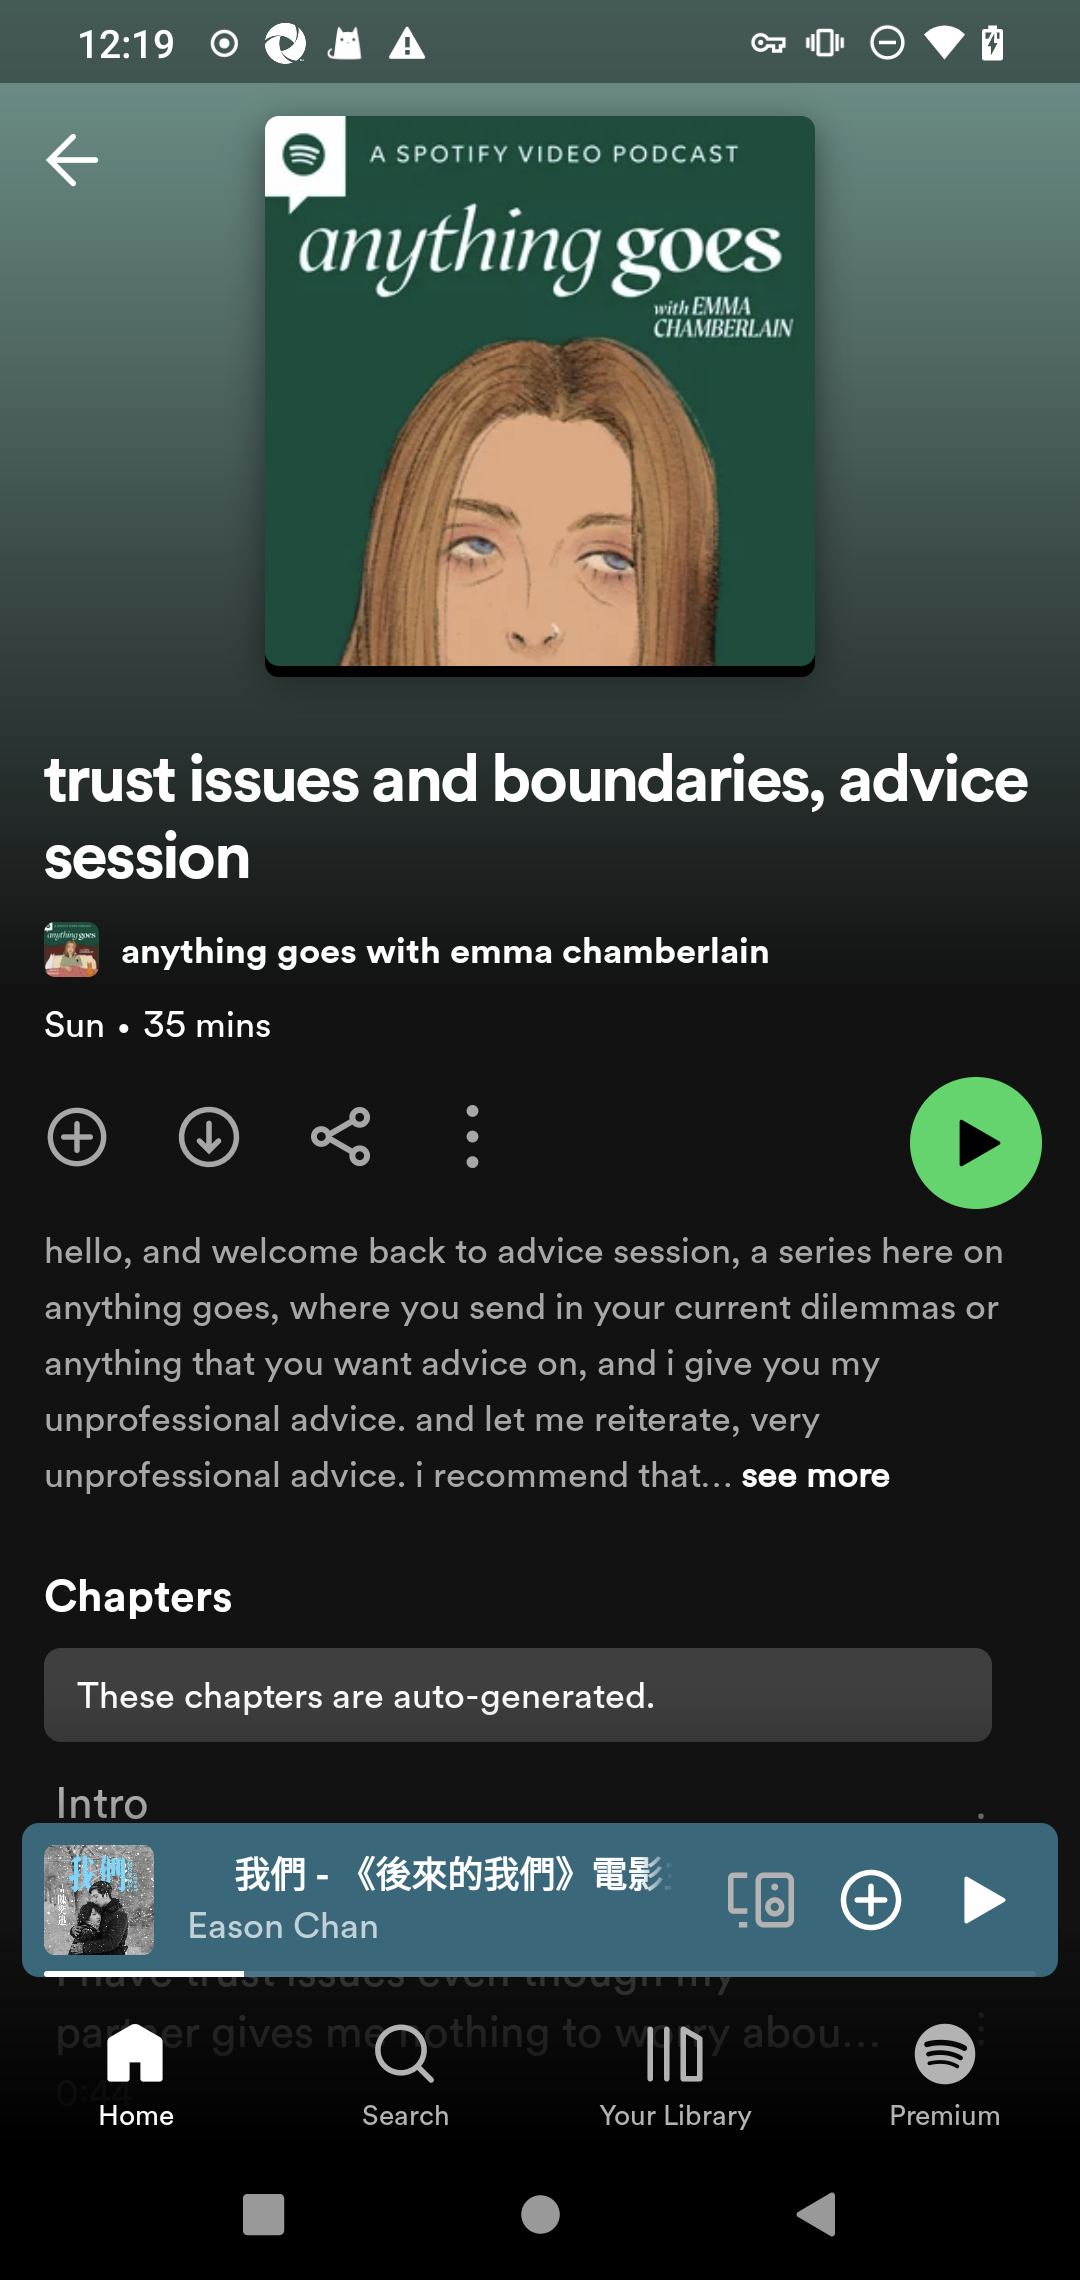 12:19
A SPOTIFY VIDEO PODCAST
anything goes
with EMMA
CHAMBERLAIN
trust issues and boundaries, advice
session
anything goes with emma chamberlain
Sun • 35 mins
hello, and welcome back to advice session, a series here on
anything goes, where you send in your current dilemmas or
anything that you want advice on, and i give you my
unprofessional advice. and let me reiterate, very
unprofessional advice. i recommend that... see more
Chapters
These chapters are auto-generated.
Intro
我們
我們 - 《後來的我們》電影
Eason Chan
I have trust issues even though my
partner gives me nothing to worry abou...
0:44
Home
Search
Your Library
Premium